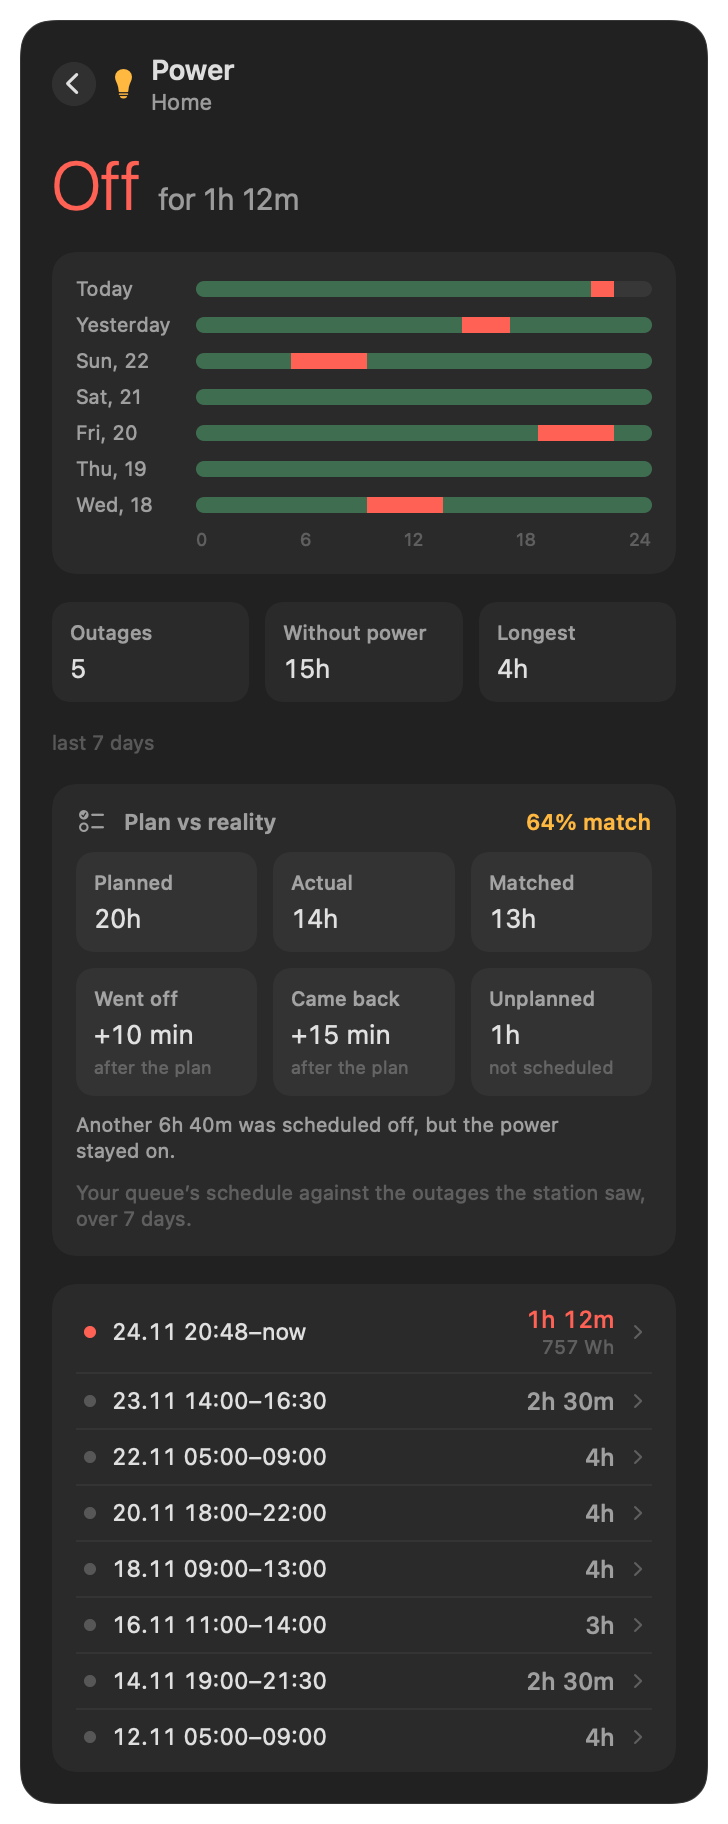 Power
Home
Off for 1h 12m
Today
Yesterday
Sun, 22
Sat, 21
Fri, 20
Thu, 19
Wed, 18
0 6 12 18 24
Outages
5
Without power
15h
Longest
4h
last 7 days
Plan vs reality
64% match
Planned
20h
Actual
14h
Matched
13h
Went off
+10 min
after the plan
Came back
+15 min
after the plan
Unplanned
1h
not scheduled
Another 6h 40m was scheduled off, but the power
stayed on.
Your queue’s schedule against the outages the station saw,
over 7 days.
24.11 20:48–now
1h 12m
757 Wh
23.11 14:00–16:30 2h 30m
22.11 05:00–09:00 4h
20.11 18:00–22:00 4h
18.11 09:00–13:00 4h
16.11 11:00–14:00 3h
14.11 19:00–21:30 2h 30m
12.11 05:00–09:00 4h